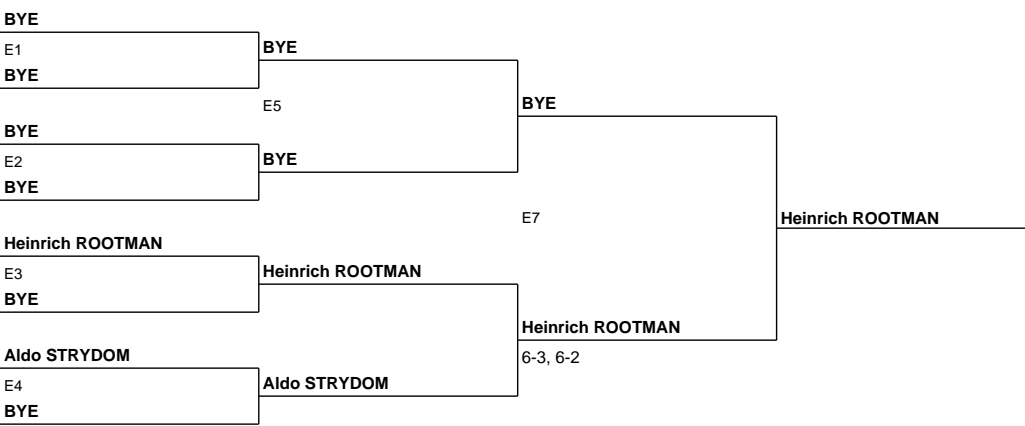 BYE
E1
BYE
BYE
E5
BYE
BYE
E2
BYE
BYE
E7
Heinrich ROOTMAN
Heinrich ROOTMAN
E3
Heinrich ROOTMAN
BYE
Heinrich ROOTMAN
6-3, 6-2
Aldo STRYDOM
E4
Aldo STRYDOM
BYE